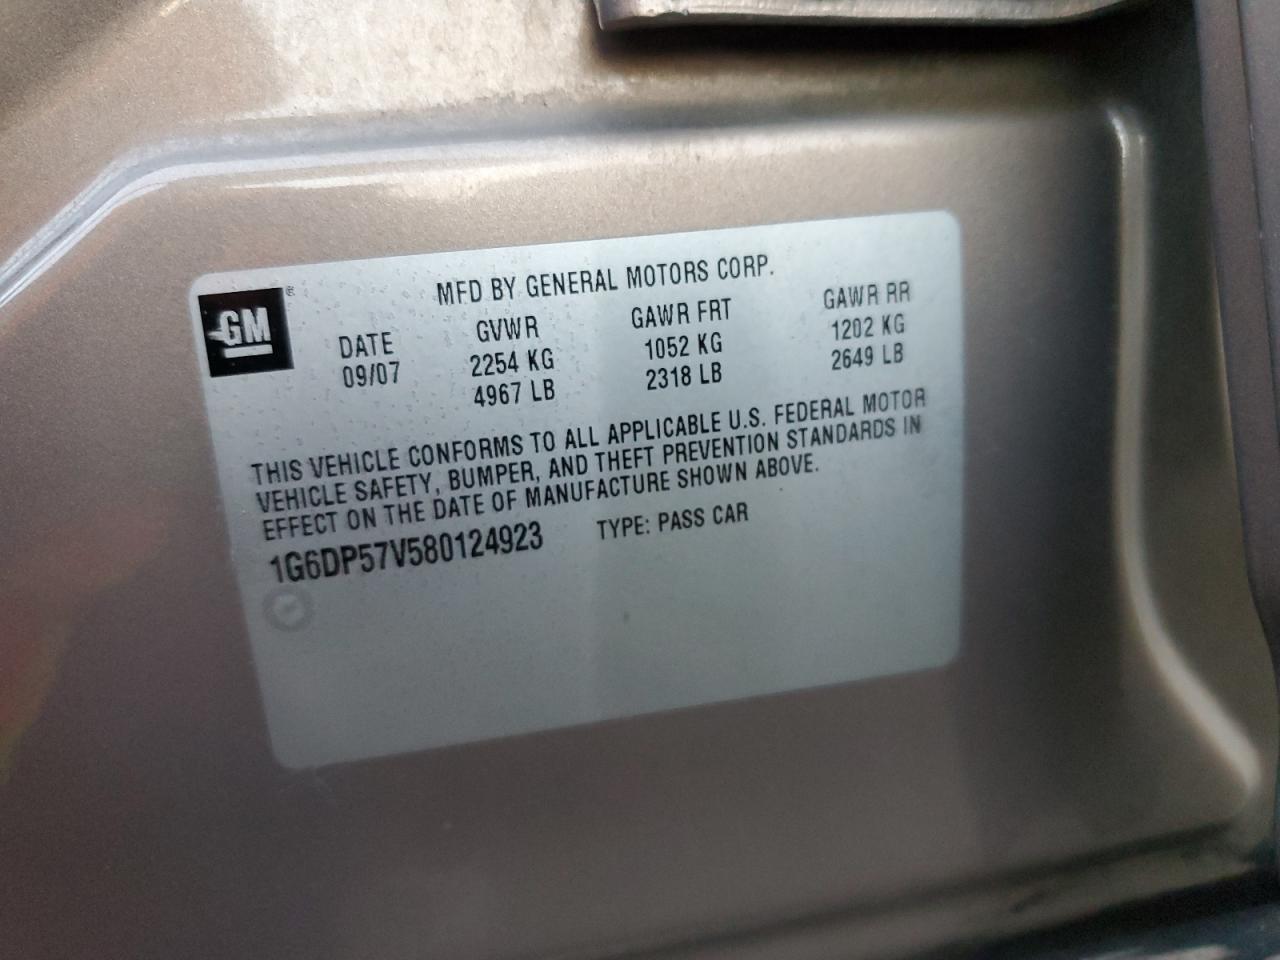 GM
MFD BY GENERAL MOTORS CORP.
DATE GVWR GAWR FRT GAWR RR
09/07 2254 KG 1052 KG 1202 KG
4967 LB 2318 LB 2649 LB
THIS VEHICLE CONFORMS TO ALL APPLICABLE U.S. FEDERAL MOTOR
VEHICLE SAFETY, BUMPER, AND THEFT PREVENTION STANDARDS IN
EFFECT ON THE DATE OF MANUFACTURE SHOWN ABOVE.
1G6DP57V580124923 TYPE: PASS CAR